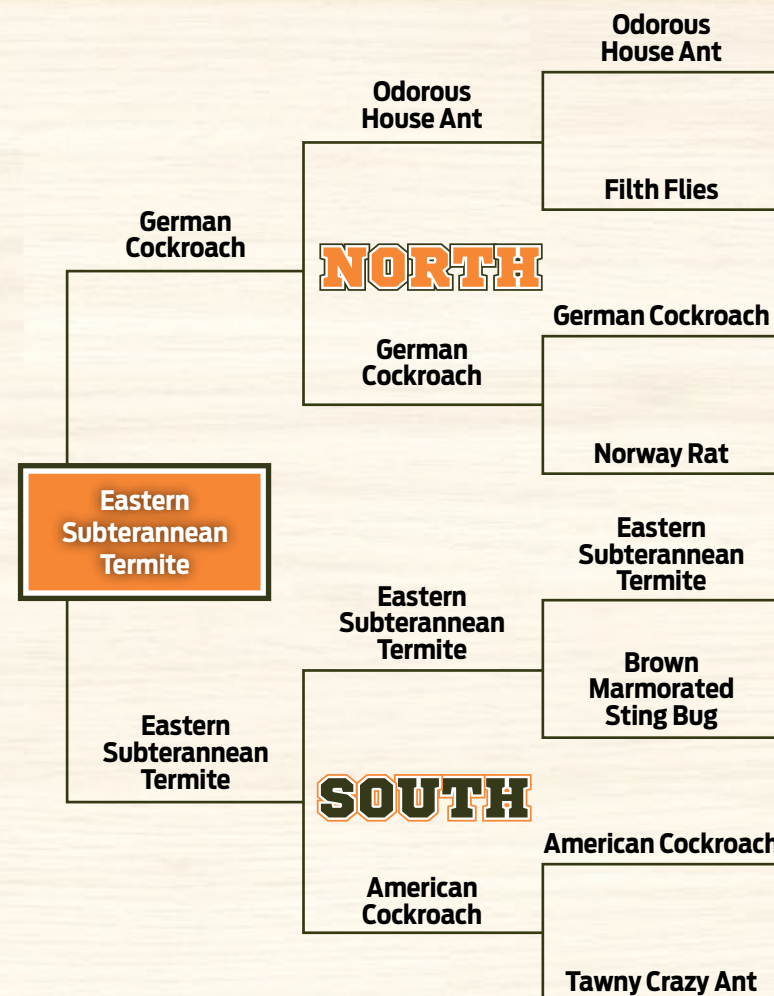 Odorous
House Ant
Odorous
House Ant
Filth Flies
German
Cockroach
NORTH
German Cockroach
German
Cockroach
Norway Rat
Eastern
Subterannean
Termite
Eastern
Subterannean
Termite
Eastern
Subterannean
Termite
Brown
Marmorated
Sting Bug
Eastern
Subterannean
Termite
SOUTH
American Cockroach
American
Cockroach
Tawny Crazy Ant